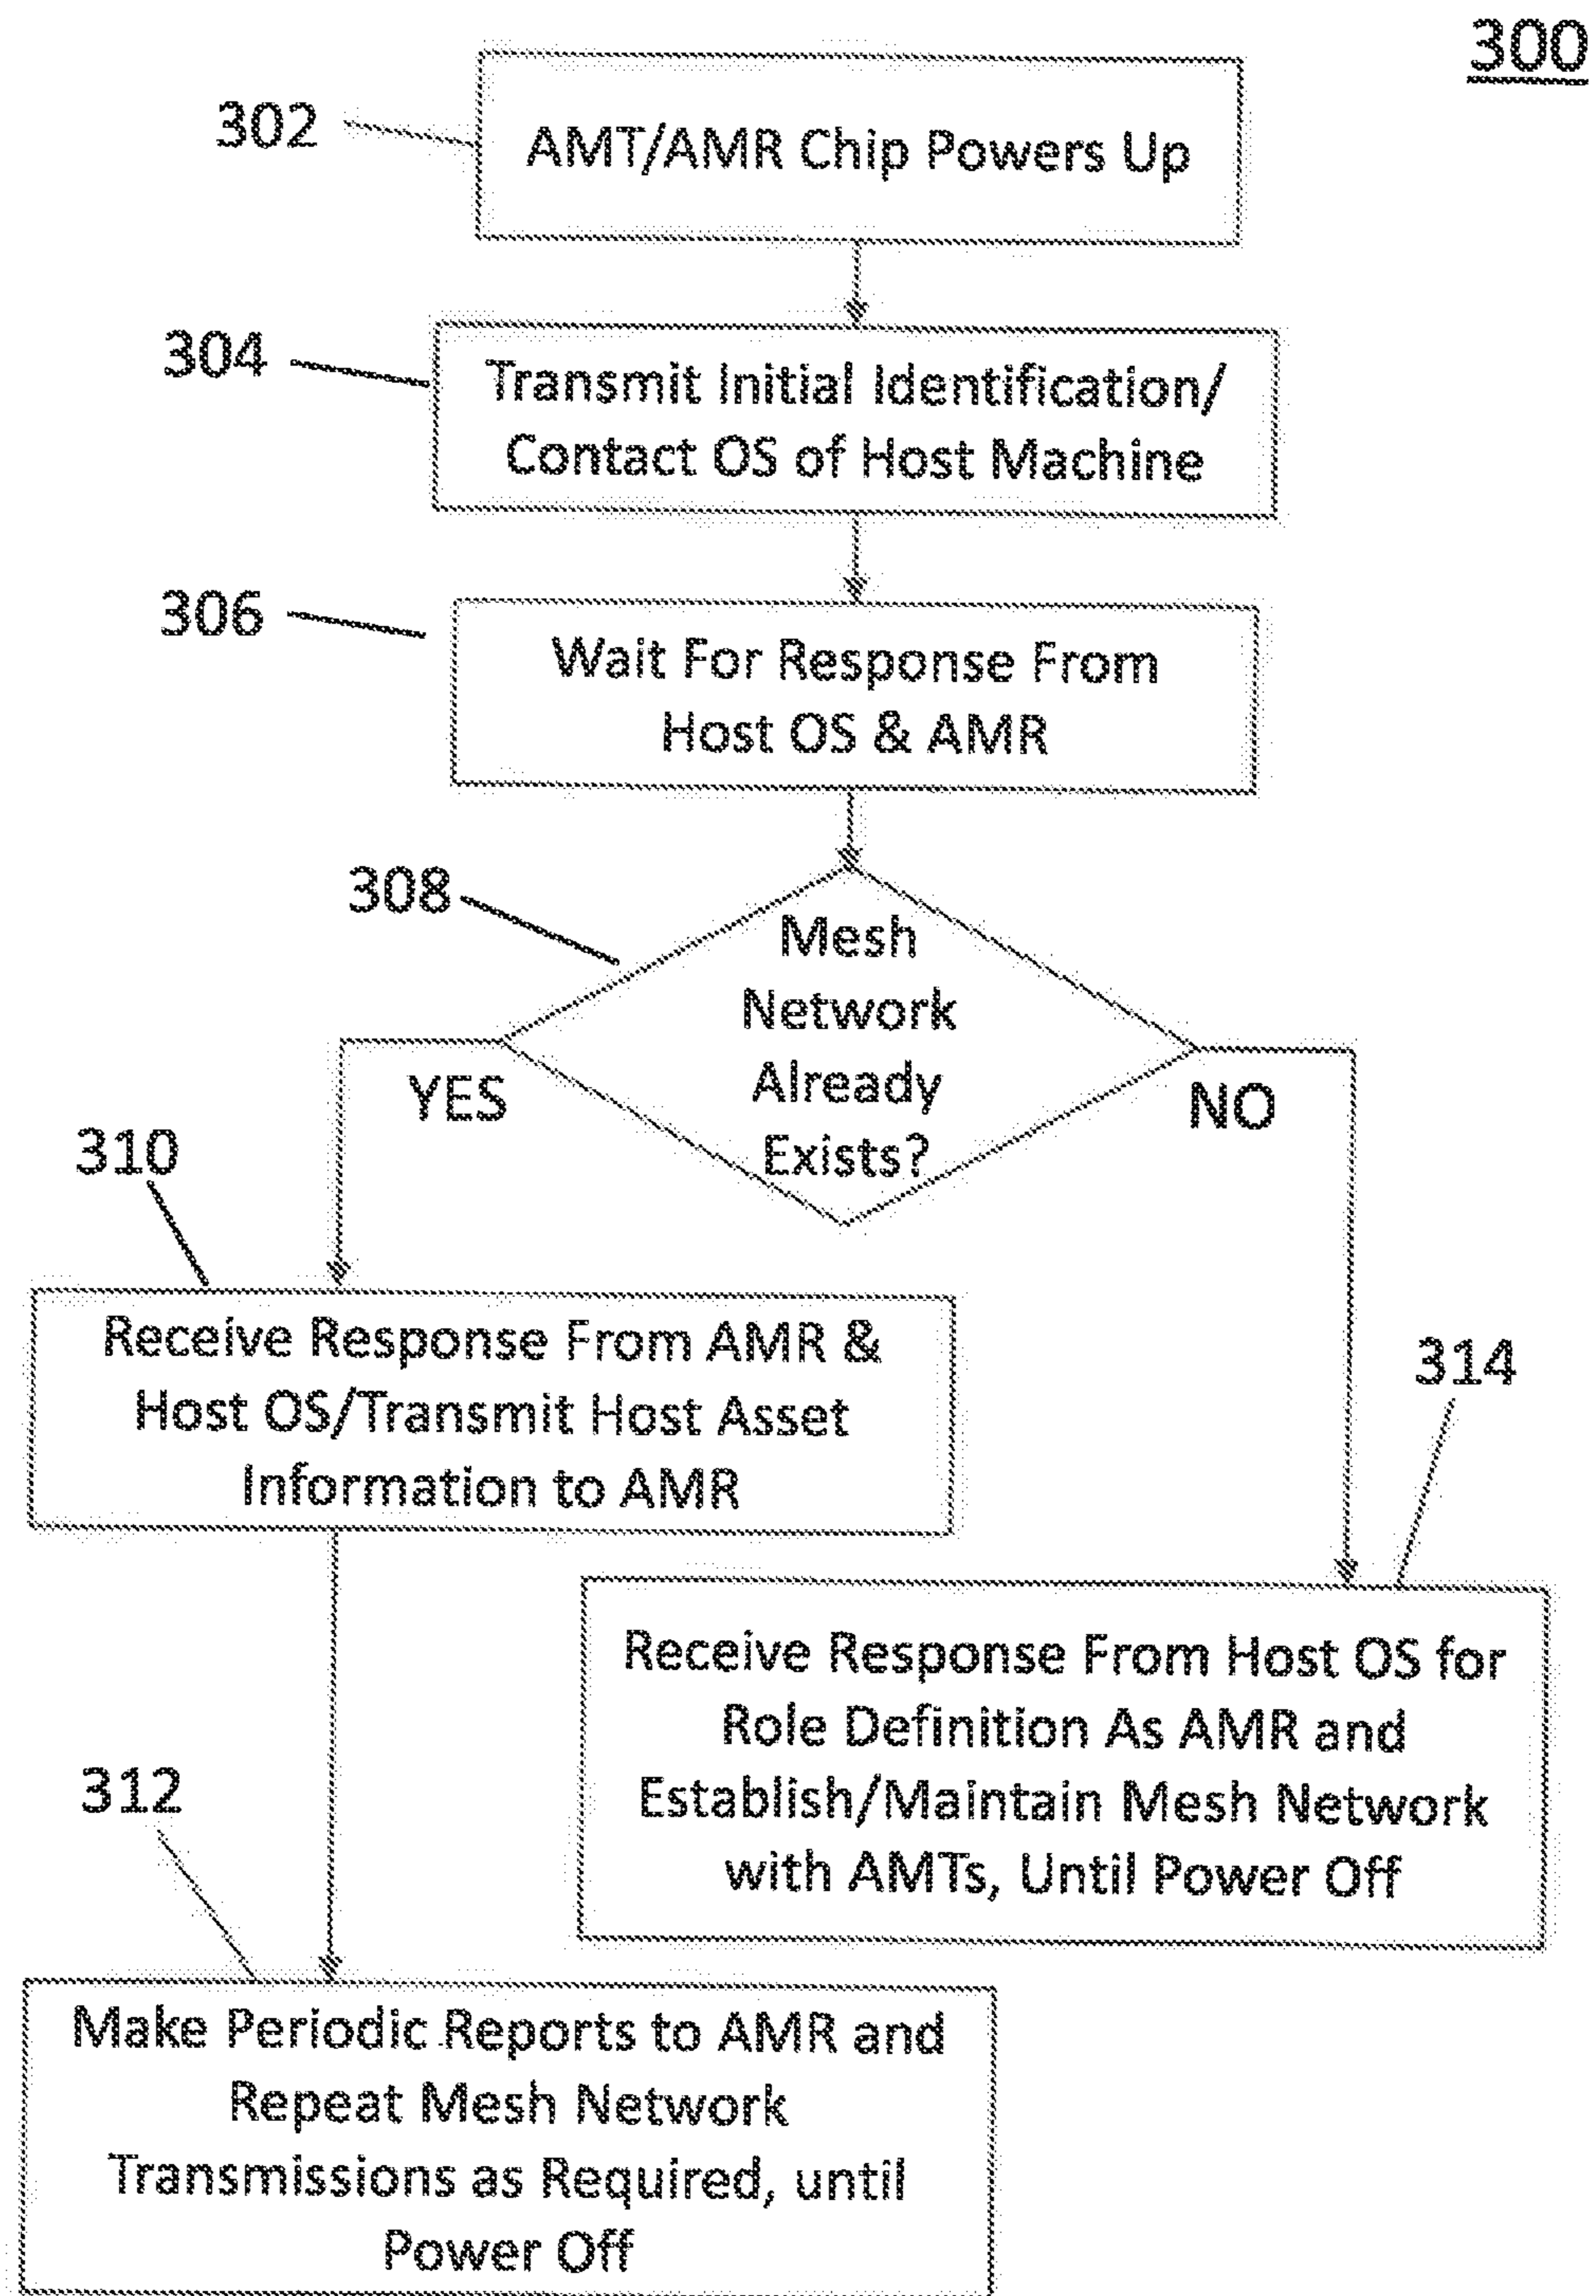 300
302
AMT/AMR Chip Powers Up
304
Transmit Initial Identification/
Contact OS of Host Machine
306
Wait For Response From
Host OS & AMR
308
Mesh
Network
Already
Exists?
YES
NO
310
Receive Response From AMR &
Host OS/Transmit Host Asset
Information to AMR
314
Receive Response From Host OS for
Role Definition As AMR and
Establish/Maintain Mesh Network
with AMTs, Until Power Off
312
Make Periodic Reports to AMR and
Repeat Mesh Network
Transmissions as Required, until
Power Off